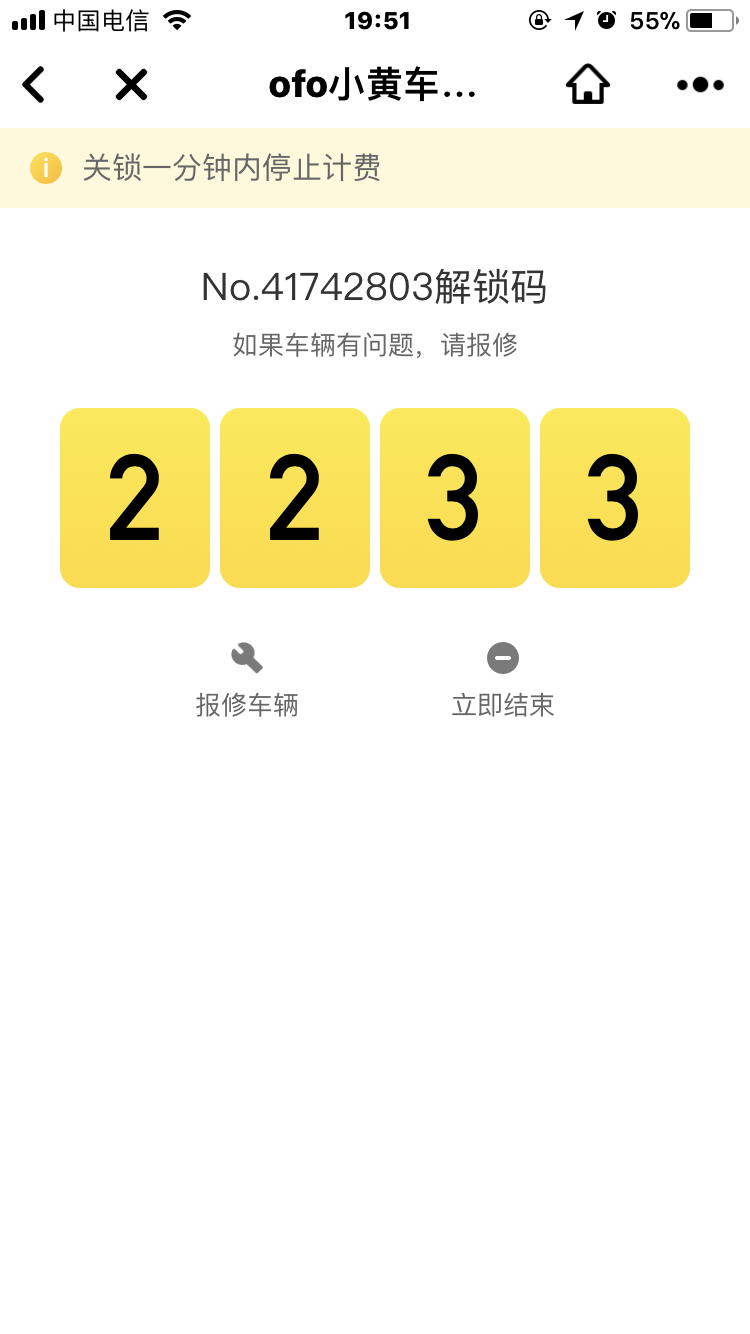 中国电信 19:51 55%
ofo小黄车...
关锁一分钟内停止计费
No.41742803解锁码
如果车辆有问题，请报修
2 2 3 3
报修车辆 立即结束